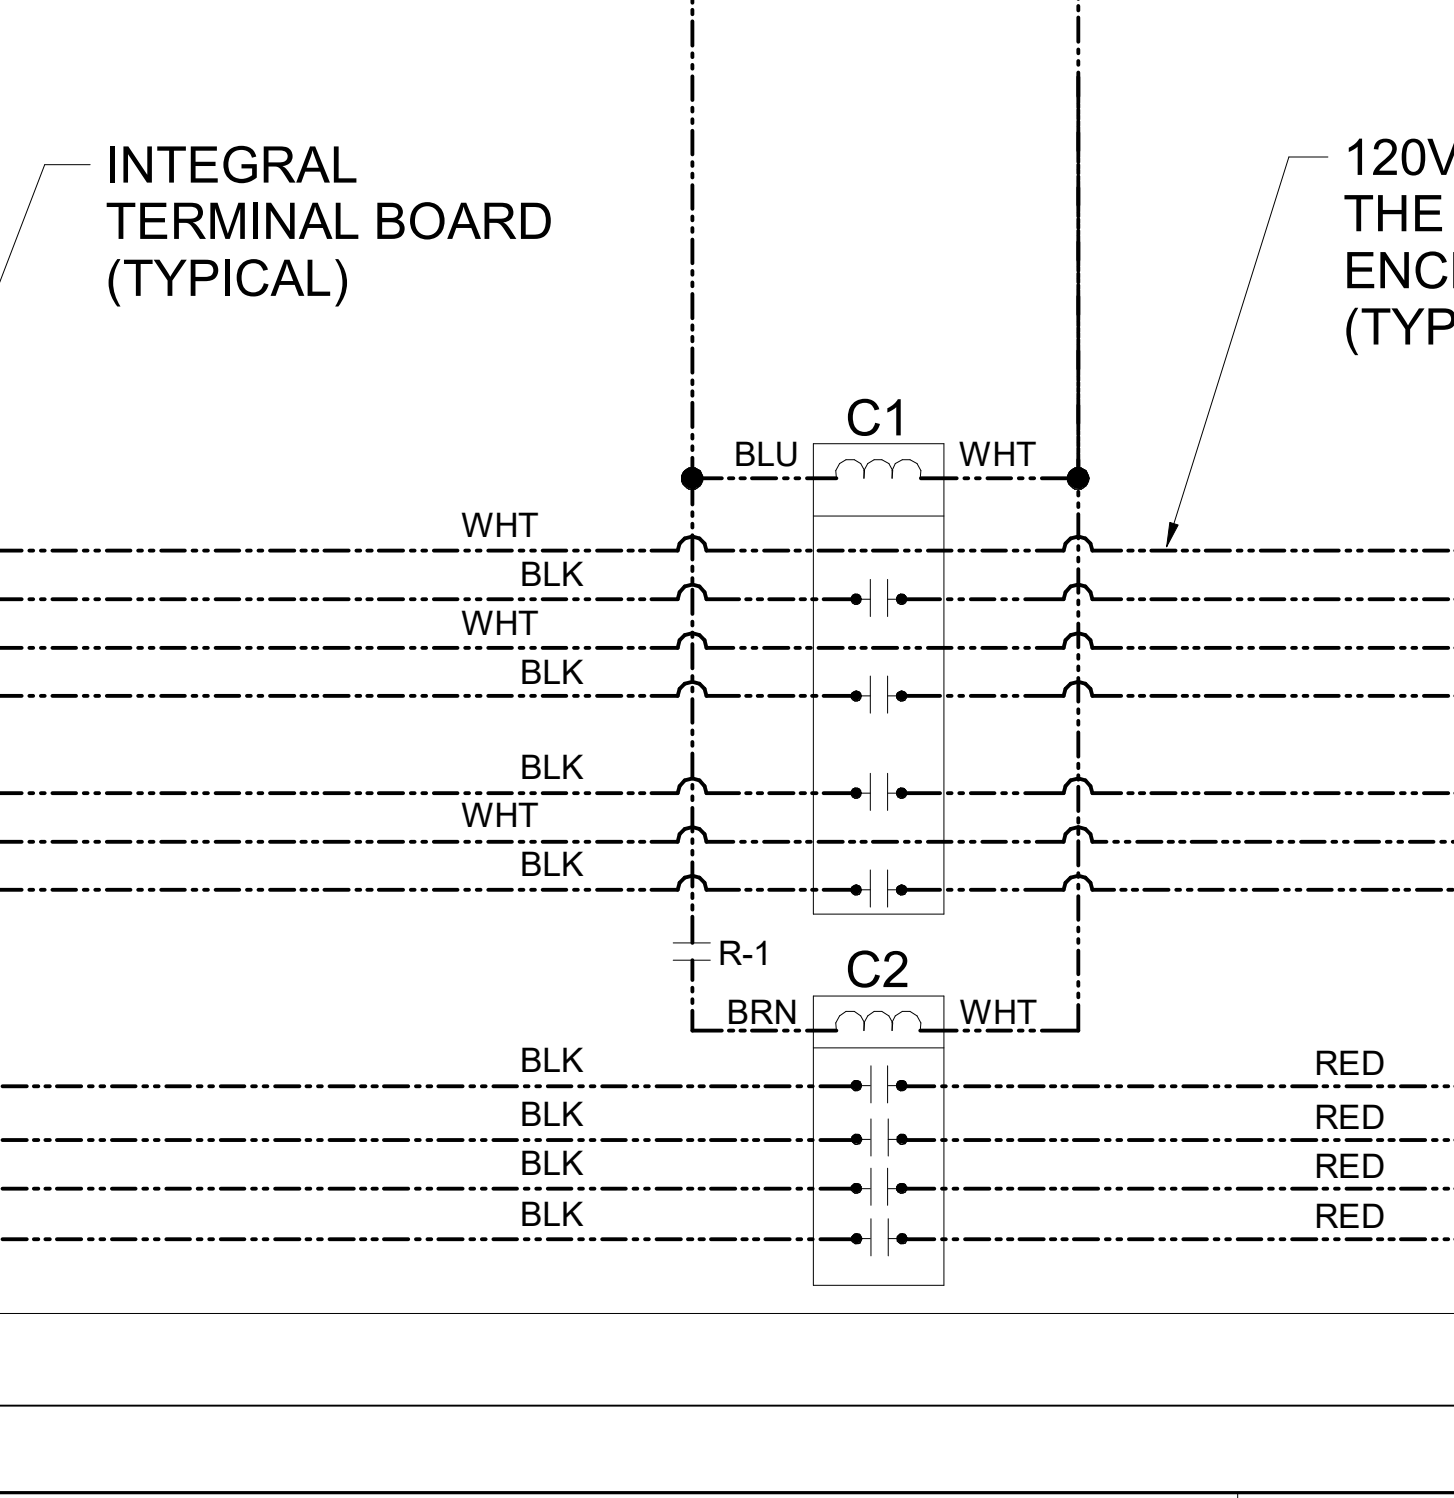 INTEGRAL
TERMINAL BOARD
(TYPICAL)
120V
THE
(TYP
C1
BLU
WHT
WHT
BLK
WHT
BLK
BLK
WHT
BLK
R-1
C2
BRN
WHT
BLK
RED
BLK
RED
BLK
RED
BLK
RED